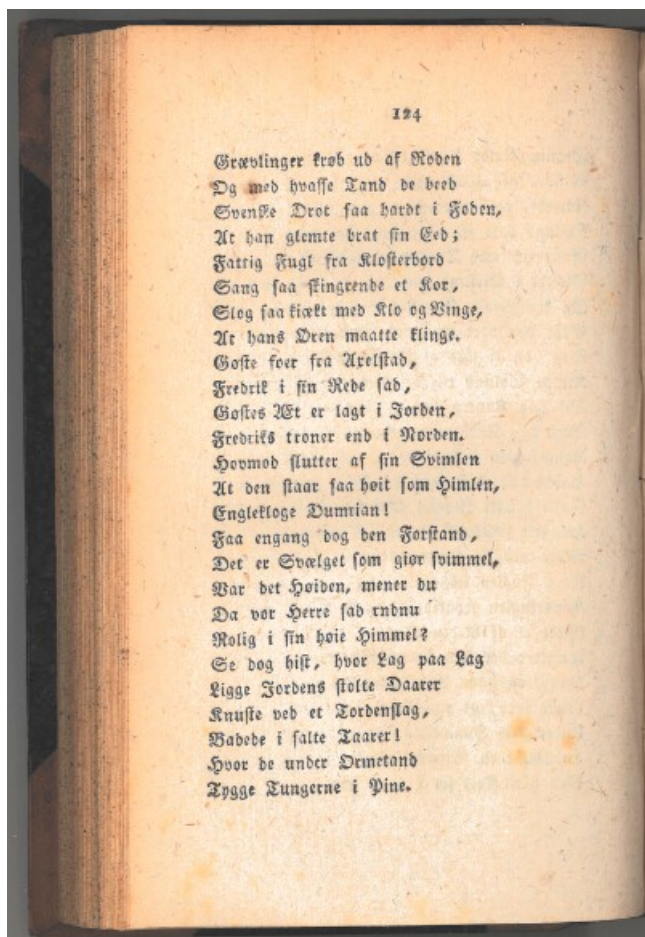 124
Grævlinger krøb ud af Roden
Og med hvasse Tand de beed
Svenske Drot saa hardt i Foden,
At han glemte brat sin Eed;
Fattig Fugl fra Klosterbord
Sang saa skingrende et Kor,
Slog saa kiækt med Klo og Vinge,
At hans Øren maatte klinge.
Gøste foer fra Axelstad,
Fredrik i sin Rede sad,
Gøstes Æt er lagt i Jorden,
Fredriks troner end i Norden.
Hovmod slutter af sin Svimlen
At den staar saa høit som Himlen,
Englekloge Dumrian!
Faa engang dog den Forstand,
Det er Svælget som giør svimmel,
Var det Høiden, mener du
Da vor Herre sad rndnu
Rolig i sin høie Himmel?
Se dog hist, hvor Lag paa Lag
Ligge Jordens stolte Daarer
Knuste ved et Tordenslag,
Badede i salte Taarer!
Hvor de under Ormetand
Tygge Tungerne i Pine.